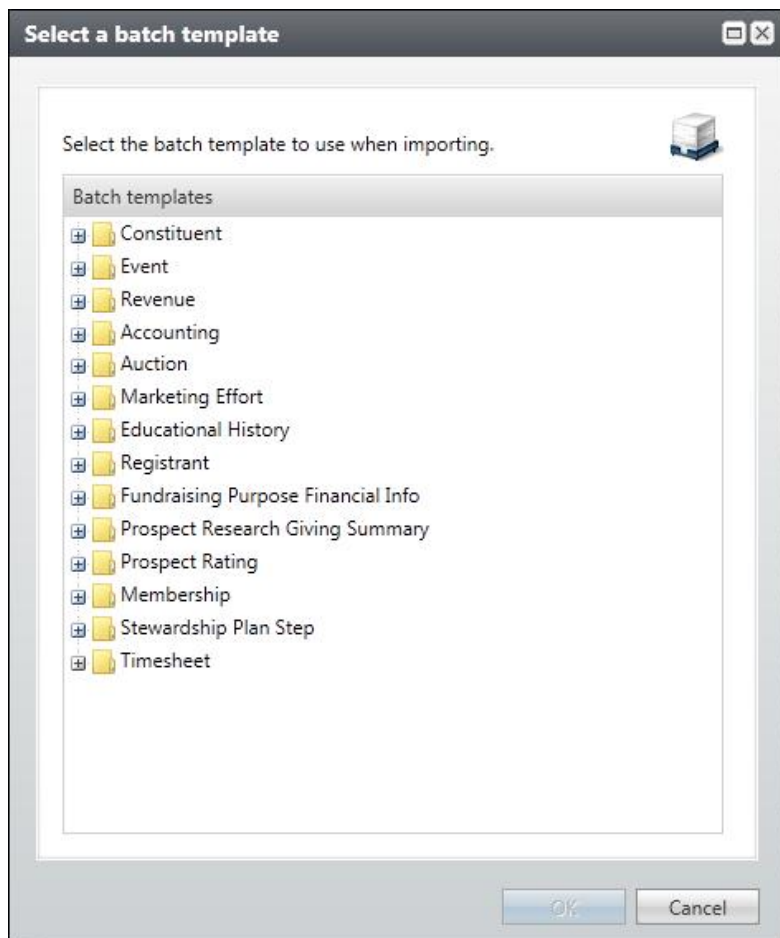 Select a batch template
Select the batch template to use when importing.
Batch templates
Constituent
Event
Revenue
Accounting
Auction
Marketing Effort
Educational History
Registrant
Fundraising Purpose Financial Info
Prospect Research Giving Summary
Prospect Rating
Membership
Stewardship Plan Step
Timesheet
OK Cancel